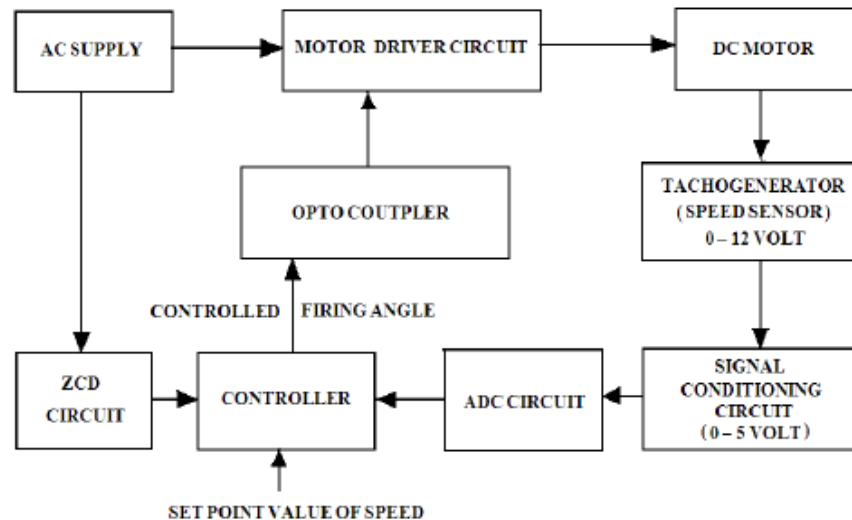 AC SUPPLY
MOTOR DRIVER CIRCUIT
DC MOTOR
TACHOGENERATOR
(SPEED SENSOR)
0 – 12 VOLT
OPTO COUTPLER
CONTROLLED FIRING ANGLE
ZCD
CIRCUIT
CONTROLLER
ADC CIRCUIT
SIGNAL
CONDITIONING
CIRCUIT
( 0 – 5 VOLT )
SET POINT VALUE OF SPEED